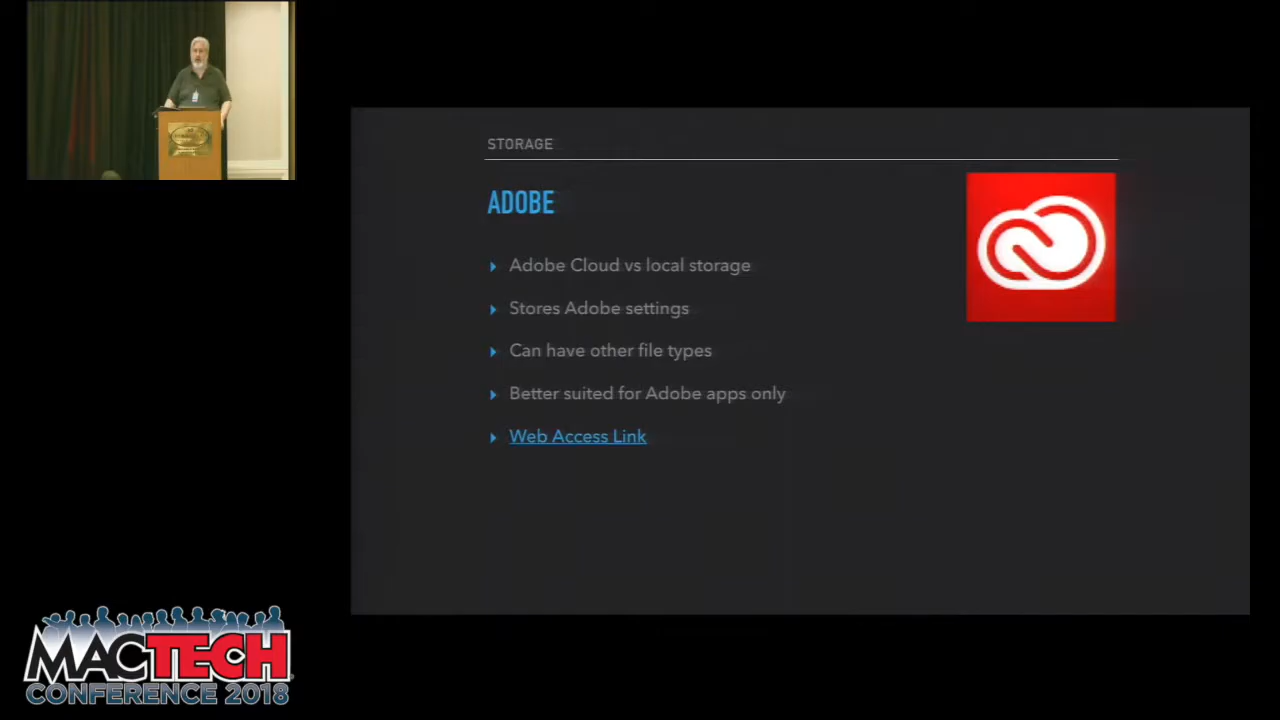 STORAGE
ADOBE
Adobe Cloud vs local storage
Stores Adobe settings
Can have other file types
Better suited for Adobe apps only
Web Access Link
MACTECH
CONFERENCE 2018